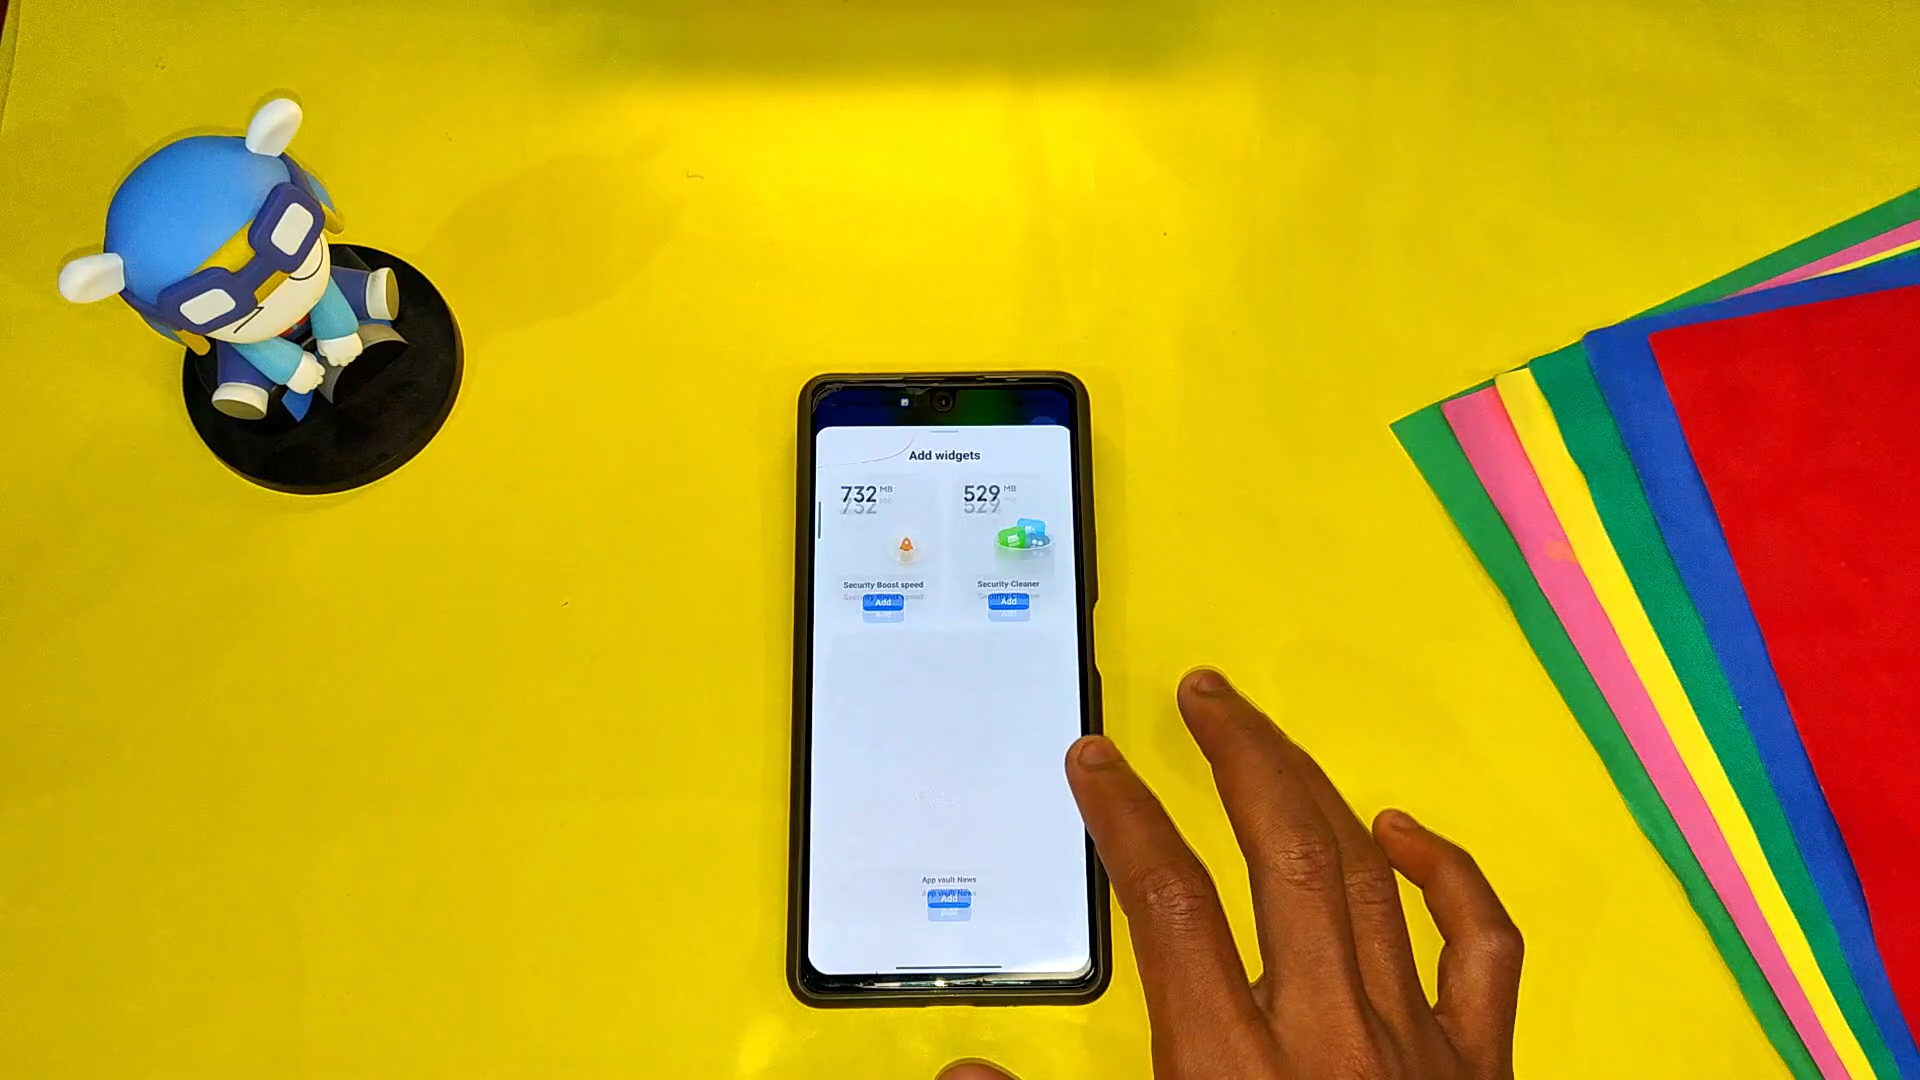 Add widgets
732 MB
529 MB
Security·Boost speed
Security·Cleaner
Add
Add
App vault·News
Add